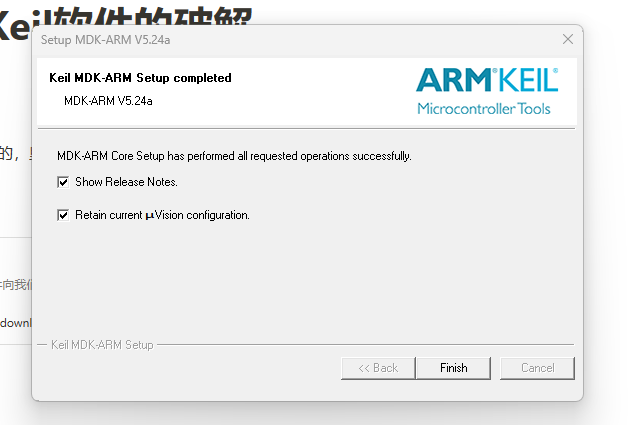 Keil软件的破解
Setup MDK-ARM V5.24a
Keil MDK-ARM Setup completed
MDK-ARM V5.24a
ARM®KEIL®
Microcontroller Tools
的，
MDK-ARM Core Setup has performed all requested operations successfully.
Show Release Notes.
Retain current µVision configuration.
向我们
downl
Keil MDK-ARM Setup
<< Back
Finish
Cancel